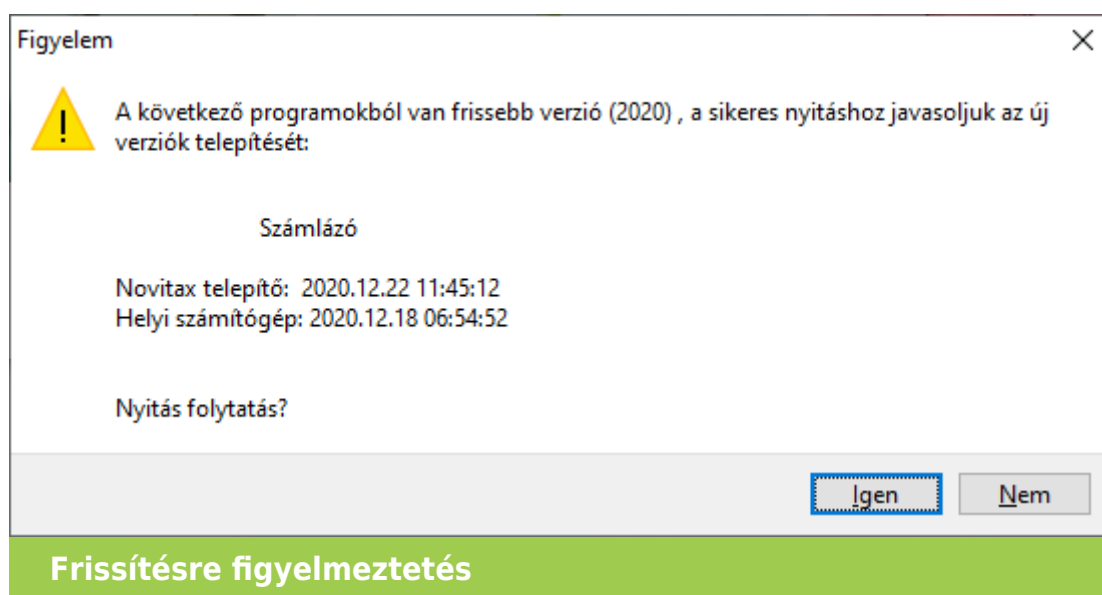 Figyelem
A következő programokból van frissebb verzió (2020) , a sikeres nyitáshoz javasoljuk az új
verziók telepítését:
Számlázó
Novitax telepítő: 2020.12.22 11:45:12
Helyi számítógép: 2020.12.18 06:54:52
Nyitás folytatás?
Igen Nem
Frissítésre figyelmeztetés